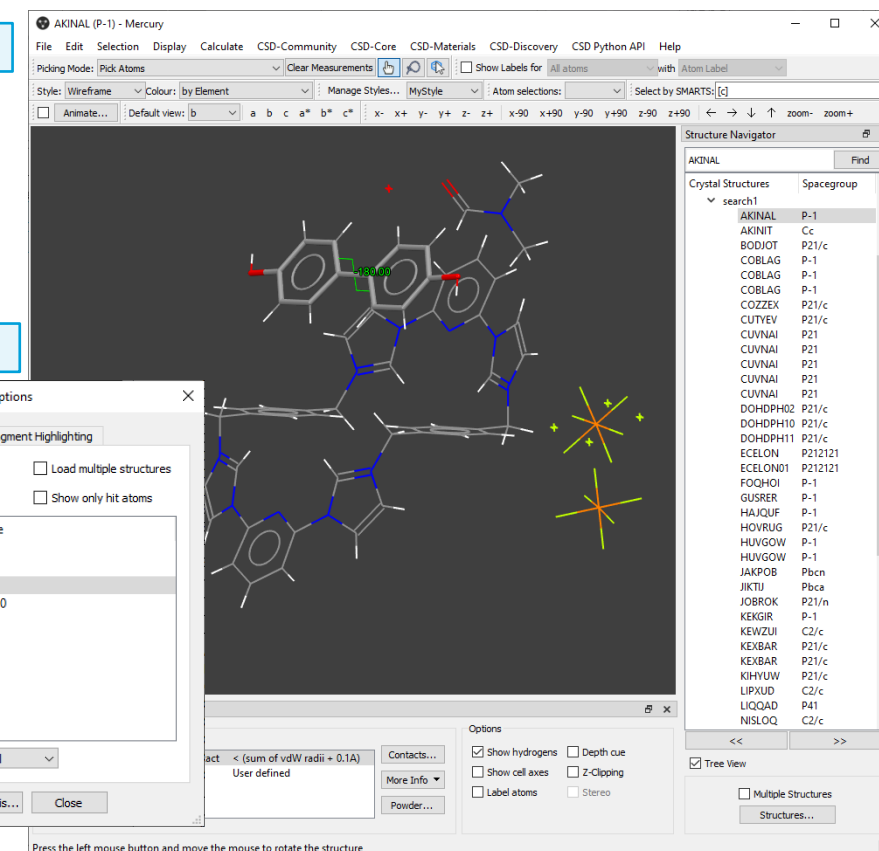 AKINAL (P-1) - Mercury
File Edit Selection Display Calculate CSD-Community CSD-Core CSD-Materials CSD-Discovery CSD Python API Help
Picking Mode: Pick Atoms Clear Measurements Show Labels for All atoms with Atom Label
Style: Wireframe Colour: by Element Manage Styles... MyStyle Atom selections: Select by SMARTS: [c]
Animate... Default view: b a b c a* b* c* x- x+ y- y+ z- z+ x-90 x+90 y-90 y+90 z-90 z+90 ← → ↓ ↑ zoom- zoom+
Structure Navigator
AKINAL Find
Crystal Structures Spacegroup
search1
AKINAL P-1
AKINIT Cc
BODJOT P21/c
COBLAG P-1
COBLAG P-1
COBLAG P-1
COZZEX P21/c
CUTYEV P21/c
CUVNAI P21
CUVNAI P21
CUVNAI P21
CUVNAI P21
CUVNAI P21
DOHDPH02 P21/c
DOHDPH10 P21/c
DOHDPH11 P21/c
ECELON P212121
ECELON01 P212121
FOQHOI P-1
GUSRER P-1
HAJQUF P-1
HOVRUG P21/c
HUVGOW P-1
HUVGOW P-1
JAKPOB Pbcn
JIKTIJ Pbca
JOBROK P21/n
KEKGIR P-1
KEWZUI C2/c
KEXBAR P21/c
KEXBAR P21/c
KIHYUW P21/c
LIPXUD C2/c
LIQQAD P41
NISLOQ C2/c
<< >>
Tree View
Multiple Structures
Structures...
-180.00
ptions
gment Highlighting
Load multiple structures
Show only hit atoms
e
0
is... Close
act < (sum of vdW radii + 0.1A)
User defined
Contacts...
More Info
Powder...
Options
Show hydrogens Depth cue
Show cell axes Z-Clipping
Label atoms Stereo
Press the left mouse button and move the mouse to rotate the structure